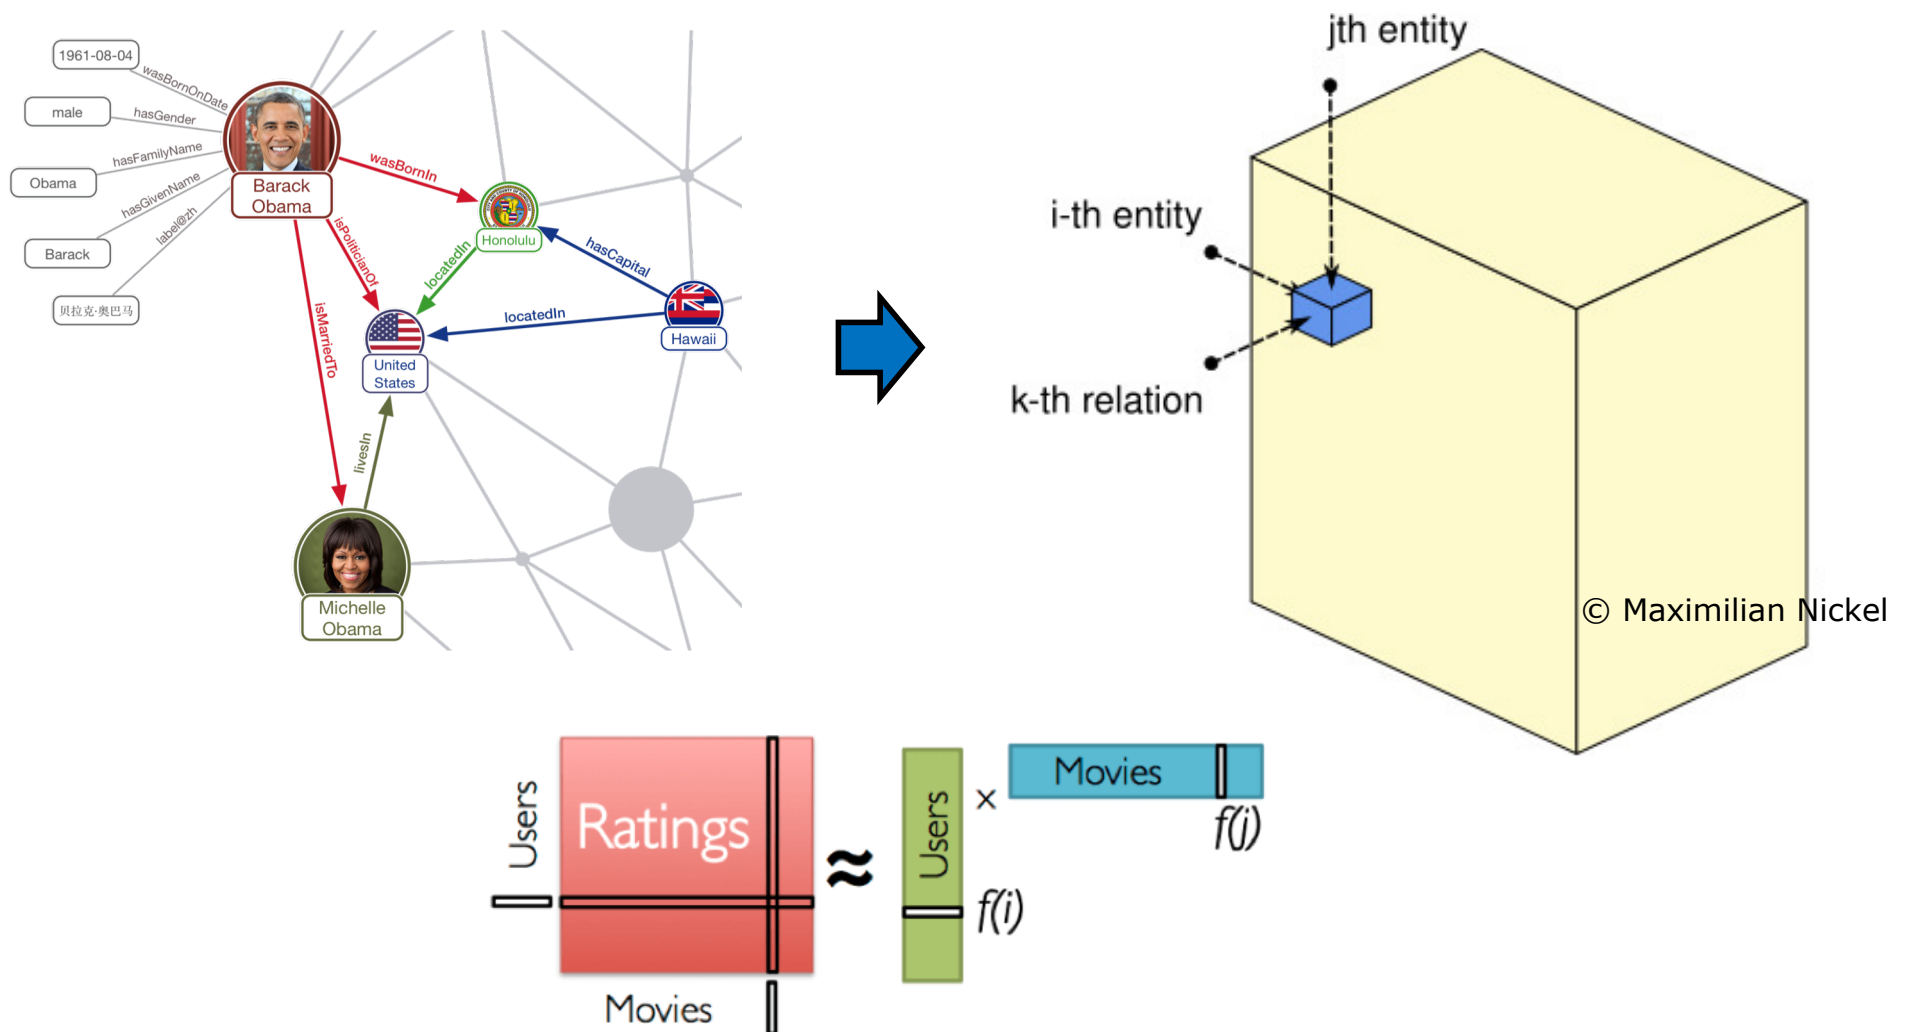 1961-08-04
wasBornOnDate
male
hasGender
hasFamilyName
Obama
hasGivenName
Barack
label@zh
贝拉克·奥巴马
Barack
Obama
wasBornIn
isPoliticianOf
isMarriedTo
Honolulu
locatedIn
hasCapital
locatedIn
Hawaii
United
States
livesIn
Michelle
Obama
jth entity
i-th entity
k-th relation
© Maximilian Nickel
Users
Ratings
Movies
≈
Users
f(i)
×
Movies
f(j)